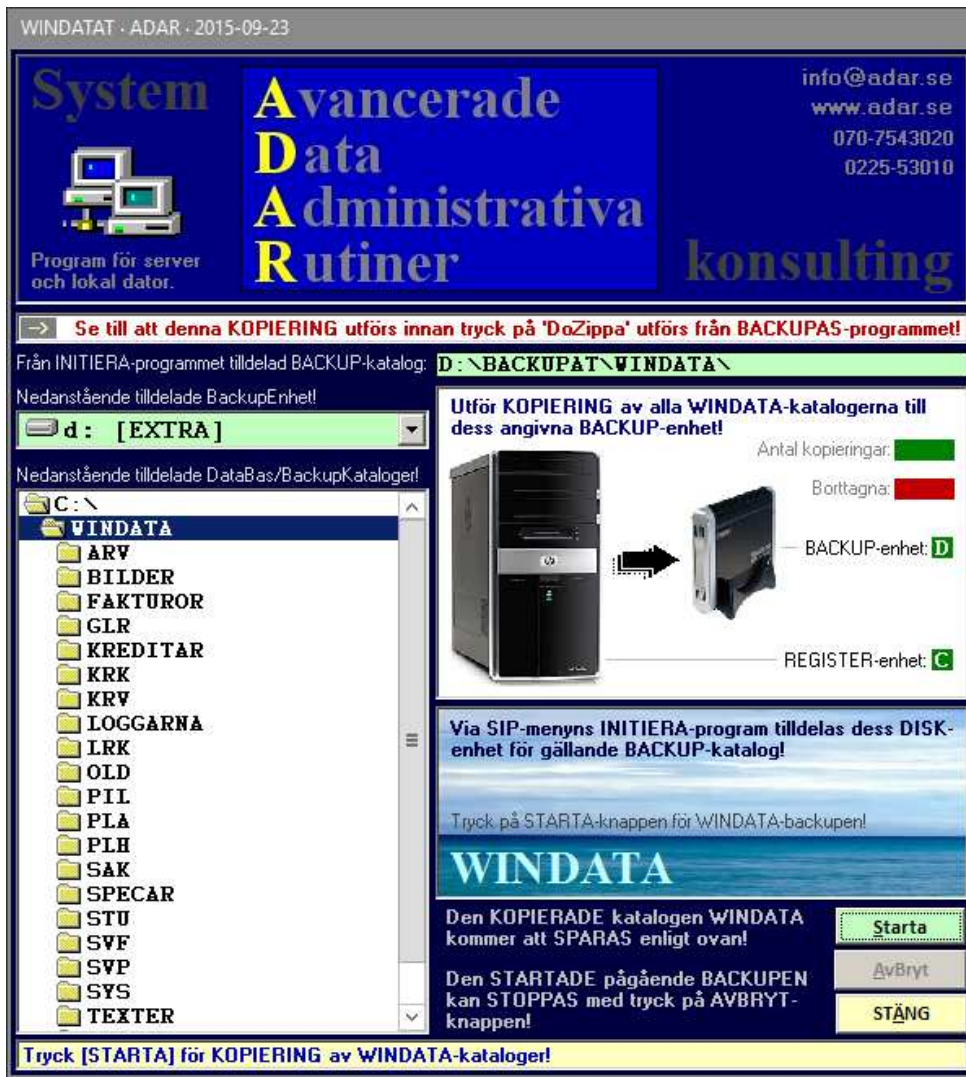 WINDATAT - ADAR - 2015-09-23
System
Avancerade
Data
Administrativa
Rutiner
info@adar.se
www.adar.se
070-7543020
0225-53010
Program för server
och lokal dator.
konsulting
--> Se till att denna KOPIERING utförs innan tryck på 'DoZippa' utförs från BACKUPAS-programmet!
Från INITIERA-programmet tilldelad BACKUP-katalog: D:\BACKUPAT\WINDATA\
Nedanstående tilldelade BackupEnhet!
d: [EXTRA]
Nedanstående tilldelade DataBas/BackupKataloger!
C:\
WINDATA
ARV
BILDER
FAKTUROR
GLR
KREDITAR
KRK
KRV
LOGGARNA
LRK
OLD
PIL
PLA
PLH
SAK
SPECAR
STU
SVF
SVP
SYS
TEXTER
Utför KOPIERING av alla WINDATA-katalogerna till
dess angivna BACKUP-enhet!
Antal kopieringar:
Borttagna:
BACKUP-enhet: D
REGISTER-enhet: C
Via SIP-menyns INITIERA-program tilldelas dess DISK-
enhet för gällande BACKUP-katalog!
Tryck på STARTA-knappen för WINDATA-backupen!
WINDATA
Den KOPIERADE katalogen WINDATA
kommer att SPARAS enligt ovan!
Den STARTADE pågående BACKUPEN
kan STOPPAS med tryck på AVBRYT-
knappen!
Starta
AvBryt
STÄNG
Tryck [STARTA] för KOPIERING av WINDATA-kataloger!